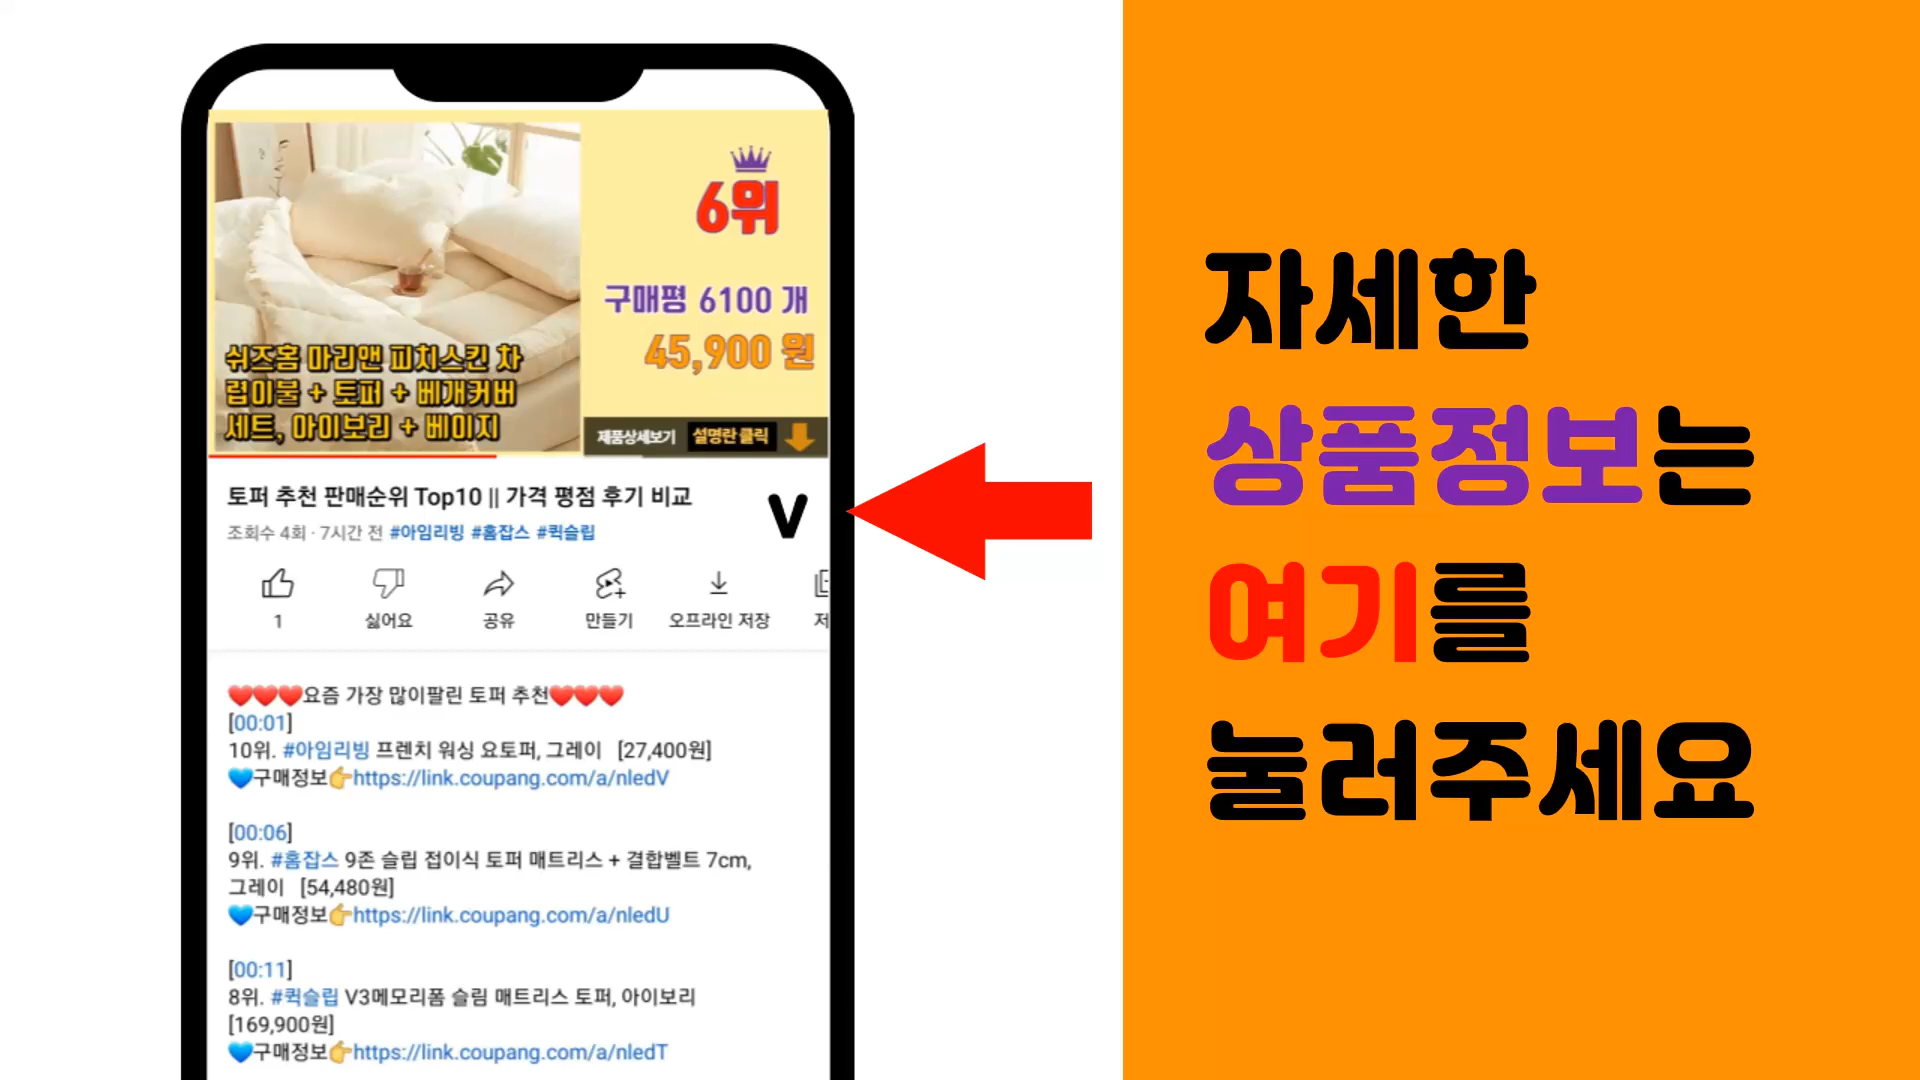 6위
구매평 6100 개
45,900 원
쉬즈홈 마리앤 피치스킨 차
렵이불 + 토퍼 + 베개커버
세트, 아이보리 + 베이지
제품상세보기 설명란 클릭
토퍼 추천 판매순위 Top10 || 가격 평점 후기 비교
V
조회수 4회 · 7시간 전 #아임리빙 #홈잡스 #퀵슬립
1 싫어요 공유 만들기 오프라인 저장 저
❤️❤️❤️요즘 가장 많이팔린 토퍼 추천❤️❤️❤️
[00:01]
10위. #아임리빙 프렌치 워싱 요토퍼, 그레이 [27,400원]
💙구매정보👉https://link.coupang.com/a/nledV
[00:06]
9위. #홈잡스 9존 슬립 접이식 토퍼 매트리스 + 결합벨트 7cm,
그레이 [54,480원]
💙구매정보👉https://link.coupang.com/a/nledU
[00:11]
8위. #퀵슬립 V3메모리폼 슬림 매트리스 토퍼, 아이보리
[169,900원]
💙구매정보👉https://link.coupang.com/a/nledT
자세한
상품정보는
여기를
눌러주세요